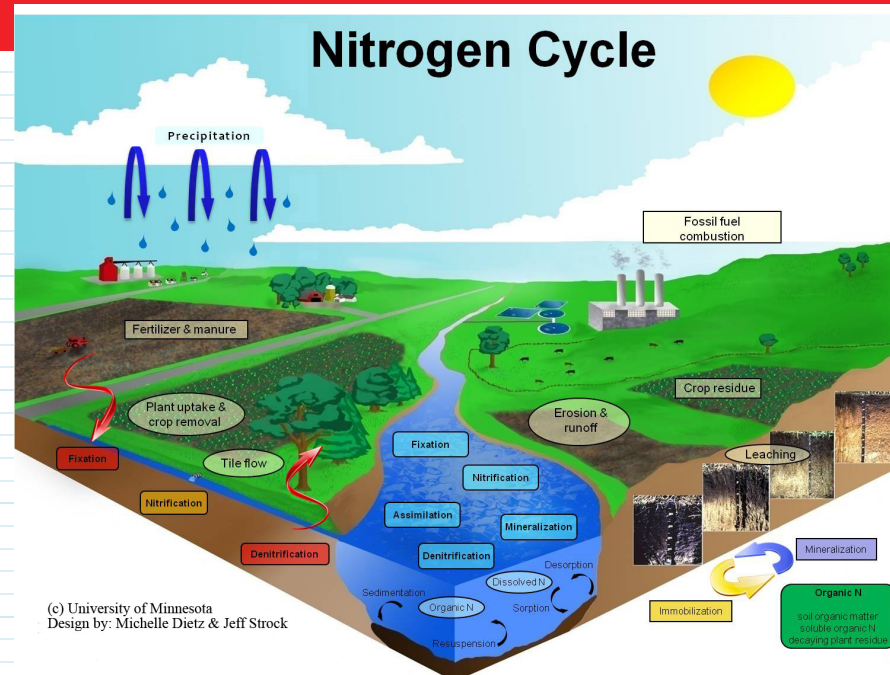 Nitrogen Cycle
Precipitation
Fossil fuel
combustion
Fertilizer & manure
Crop residue
Plant uptake &
crop removal
Erosion &
runoff
Fixation
Fixation
Leaching
Tile flow
Nitrification
Nitrification
Assimilation
Mineralization
Denitrification
Denitrification
Mineralization
Desorption
Dissolved N
Sedimentation
Organic N
Sorption
Immobilization
Resuspension
Organic N
soil organic matter
soluble organic N
decaying plant residue
(c) University of Minnesota
Design by: Michelle Dietz & Jeff Strock